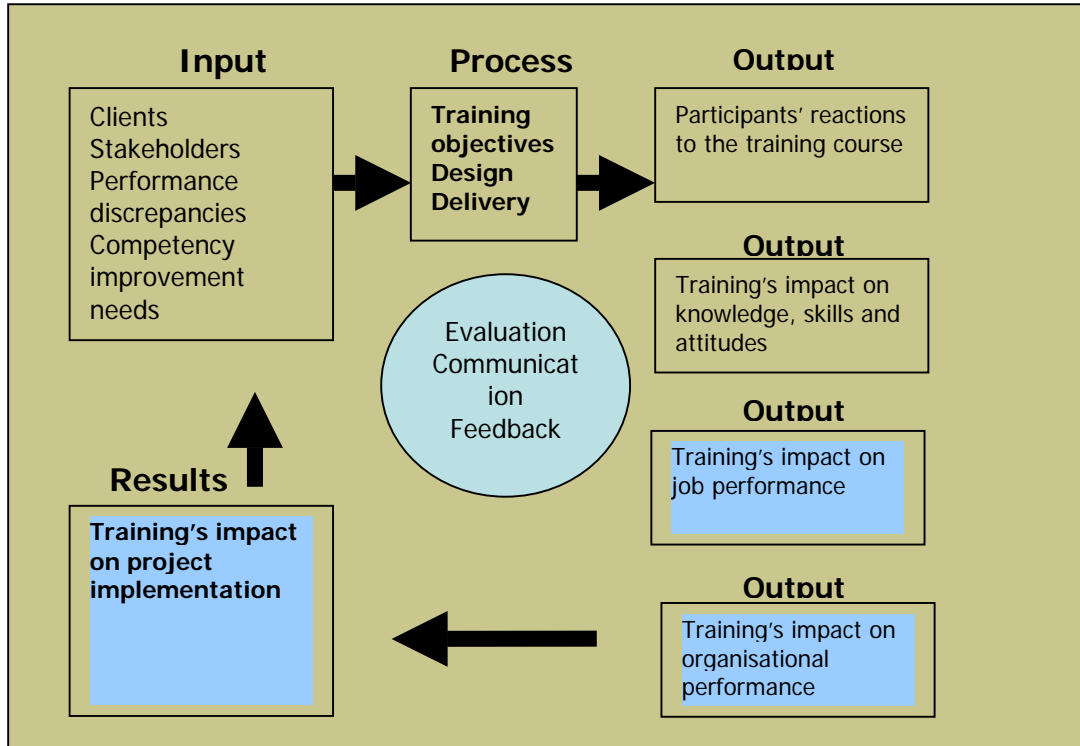 Input
Clients
Stakeholders
Performance
discrepancies
Competency
improvement
needs
Process
Training
objectives
Design
Delivery
Output
Participants' reactions
to the training course
Output
Training's impact on
knowledge, skills and
attitudes
Evaluation
Communicat
ion
Feedback
Output
Training's impact on
job performance
Output
Training's impact on
organisational
performance
Results
Training's impact
on project
implementation